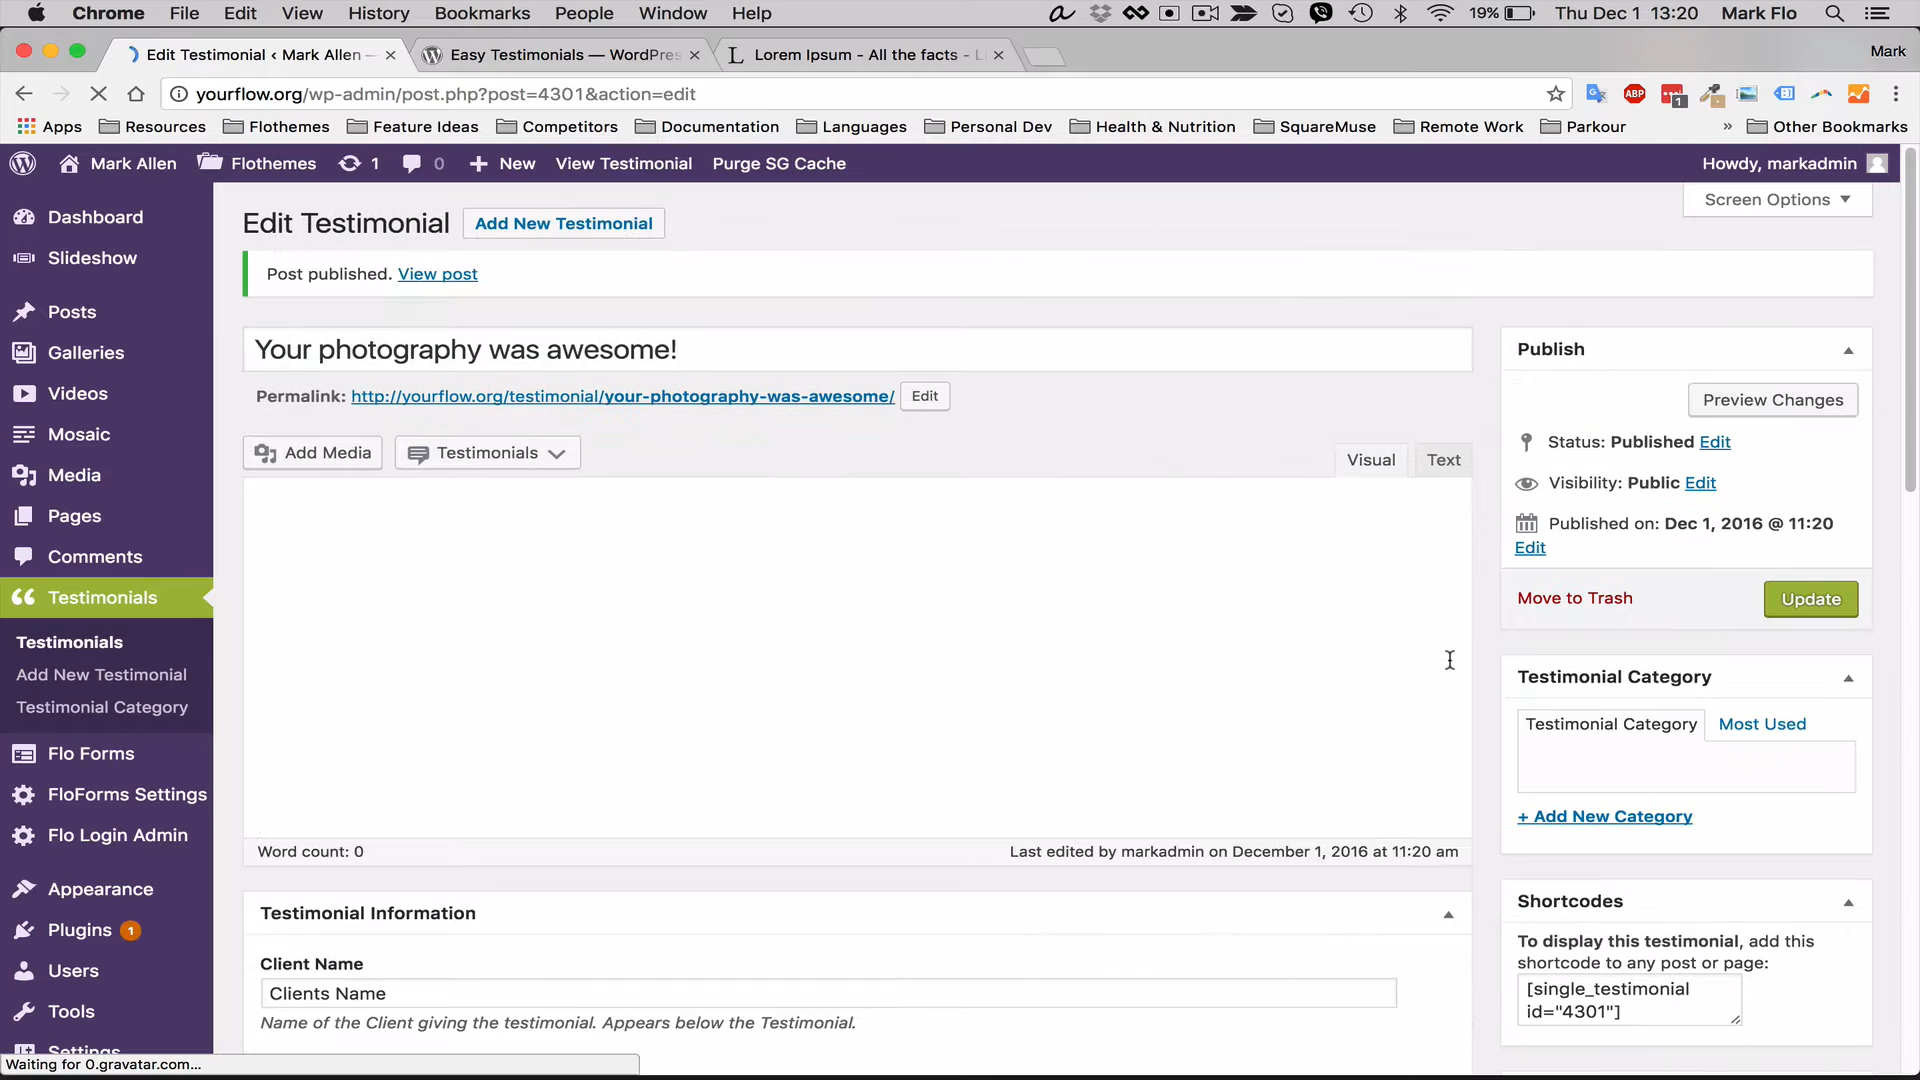 Chrome File Edit View History Bookmarks People Window Help 19% Thu Dec 1 13:20 Mark Flo
Edit Testimonial ‹ Mark Allen — Easy Testimonials — WordPres Lorem Ipsum - All the facts - L Mark
yourflow.org/wp-admin/post.php?post=4301&action=edit ABP 1
Apps Resources Flothemes Feature Ideas Competitors Documentation Languages Personal Dev Health & Nutrition SquareMuse Remote Work Parkour » Other Bookmarks
Mark Allen Flothemes 1 0 New View Testimonial Purge SG Cache Howdy, markadmin
Screen Options
Dashboard
Slideshow
Posts
Galleries
Videos
Mosaic
Media
Pages
Comments
Testimonials
Testimonials
Add New Testimonial
Testimonial Category
Flo Forms
FloForms Settings
Flo Login Admin
Appearance
Plugins 1
Users
Tools
Settings
Edit Testimonial Add New Testimonial
Post published. View post
Your photography was awesome!
Permalink: http://yourflow.org/testimonial/your-photography-was-awesome/ Edit
Add Media Testimonials Visual Text
Word count: 0 Last edited by markadmin on December 1, 2016 at 11:20 am
Testimonial Information
Client Name
Clients Name
Name of the Client giving the testimonial. Appears below the Testimonial.
Publish
Preview Changes
Status: Published Edit
Visibility: Public Edit
Published on: Dec 1, 2016 @ 11:20
Edit
Move to Trash Update
Testimonial Category
Testimonial Category Most Used
+ Add New Category
Shortcodes
To display this testimonial, add this
shortcode to any post or page:
[single_testimonial
id="4301"]
Waiting for 0.gravatar.com...